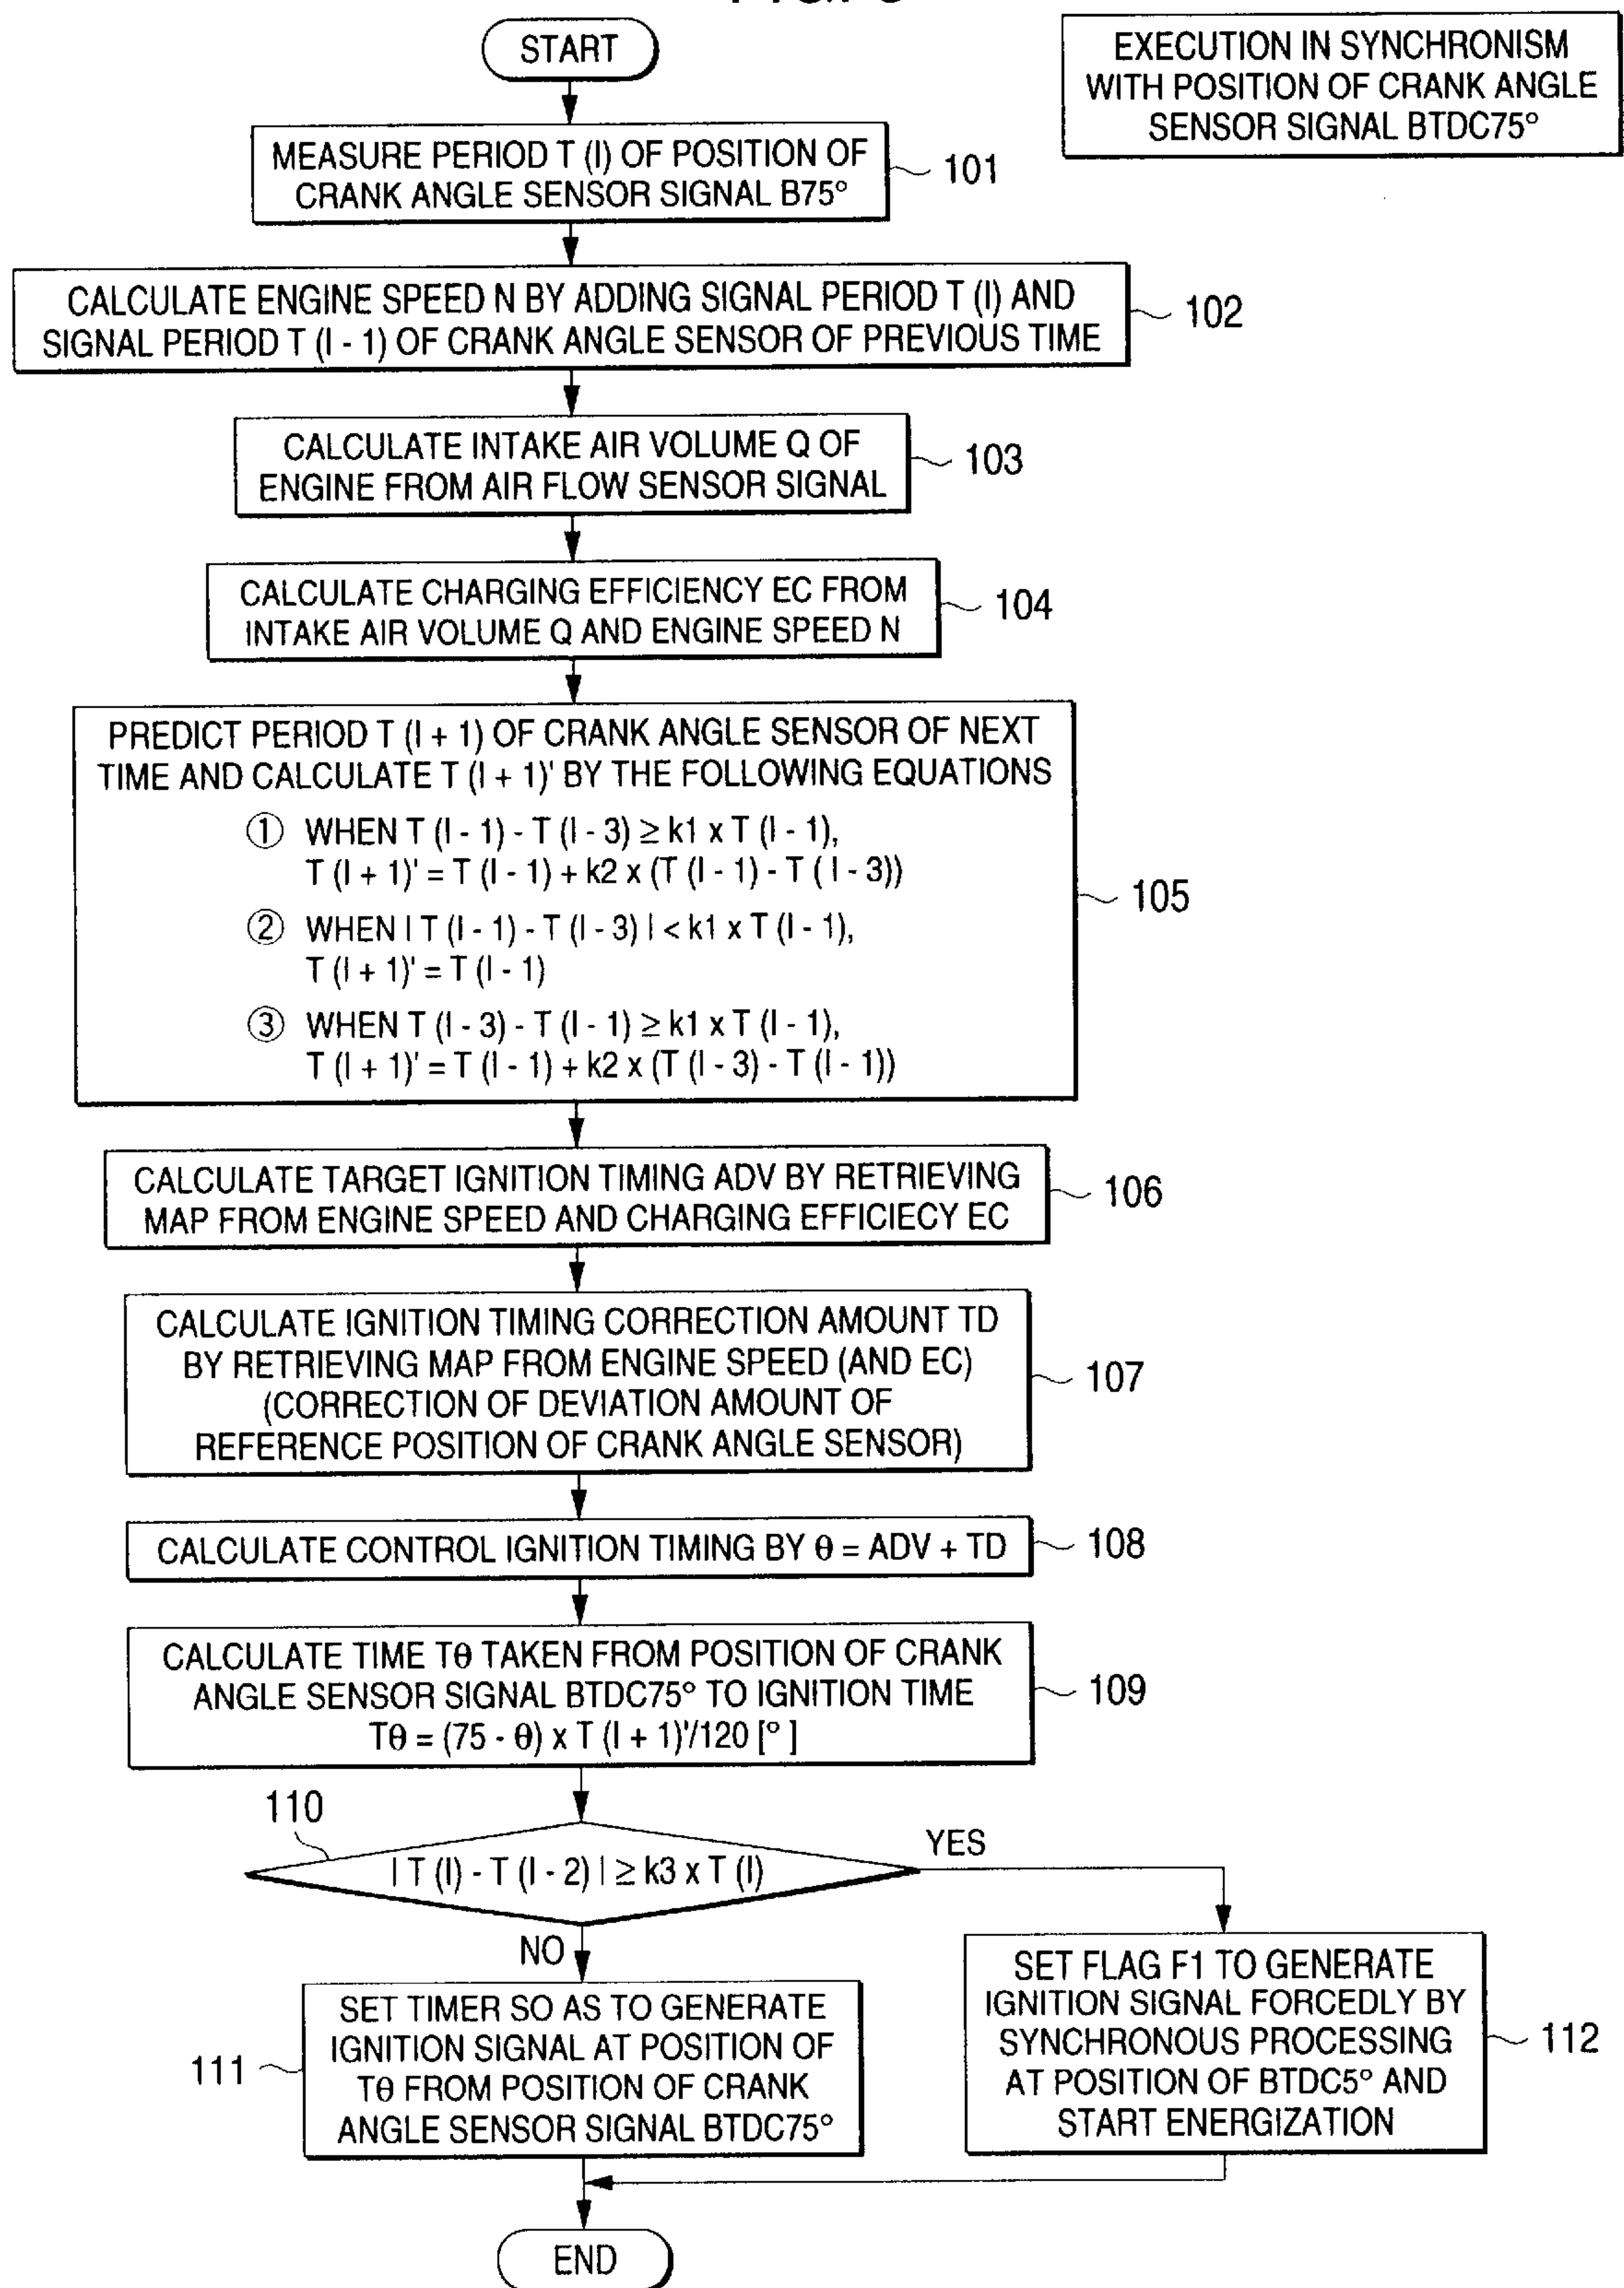 START
EXECUTION IN SYNCHRONISM
WITH POSITION OF CRANK ANGLE
SENSOR SIGNAL BTDC75°
MEASURE PERIOD T (I) OF POSITION OF
CRANK ANGLE SENSOR SIGNAL B75°
101
CALCULATE ENGINE SPEED N BY ADDING SIGNAL PERIOD T (I) AND
SIGNAL PERIOD T (I - 1) OF CRANK ANGLE SENSOR OF PREVIOUS TIME
102
CALCULATE INTAKE AIR VOLUME Q OF
ENGINE FROM AIR FLOW SENSOR SIGNAL
103
CALCULATE CHARGING EFFICIENCY EC FROM
INTAKE AIR VOLUME Q AND ENGINE SPEED N
104
PREDICT PERIOD T (I + 1) OF CRANK ANGLE SENSOR OF NEXT
TIME AND CALCULATE T (I + 1)' BY THE FOLLOWING EQUATIONS
① WHEN T (I - 1) - T (I - 3) ≥ k1 x T (I - 1),
T (I + 1)' = T (I - 1) + k2 x (T (I - 1) - T ( I - 3))
② WHEN I T (I - 1) - T (I - 3) I < k1 x T (I - 1),
T (I + 1)' = T (I - 1)
③ WHEN T (I - 3) - T (I - 1) ≥ k1 x T (I - 1),
T (I + 1)' = T (I - 1) + k2 x (T (I - 3) - T (I - 1))
105
CALCULATE TARGET IGNITION TIMING ADV BY RETRIEVING
MAP FROM ENGINE SPEED AND CHARGING EFFICIECY EC
106
CALCULATE IGNITION TIMING CORRECTION AMOUNT TD
BY RETRIEVING MAP FROM ENGINE SPEED (AND EC)
(CORRECTION OF DEVIATION AMOUNT OF
REFERENCE POSITION OF CRANK ANGLE SENSOR)
107
CALCULATE CONTROL IGNITION TIMING BY θ = ADV + TD
108
CALCULATE TIME Tθ TAKEN FROM POSITION OF CRANK
ANGLE SENSOR SIGNAL BTDC75° TO IGNITION TIME
Tθ = (75 - θ) x T (I + 1)'/120 [°]
109
110
I T (I) - T (I - 2) I ≥ k3 x T (I)
YES
NO
SET TIMER SO AS TO GENERATE
IGNITION SIGNAL AT POSITION OF
Tθ FROM POSITION OF CRANK
ANGLE SENSOR SIGNAL BTDC75°
111
SET FLAG F1 TO GENERATE
IGNITION SIGNAL FORCEDLY BY
SYNCHRONOUS PROCESSING
AT POSITION OF BTDC5° AND
START ENERGIZATION
112
END